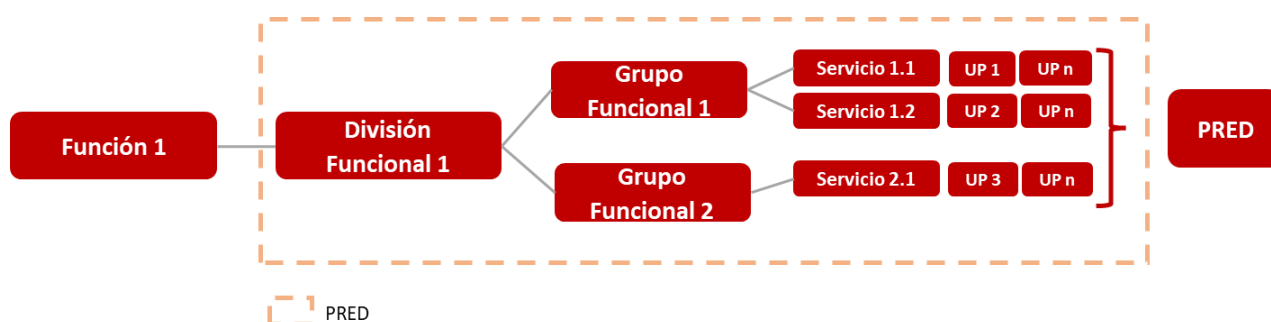 Función 1
División
Funcional 1
Grupo
Funcional 1
Servicio 1.1 UP 1 UP n
Servicio 1.2 UP 2 UP n
Grupo
Funcional 2
Servicio 2.1 UP 3 UP n
PRED
PRED